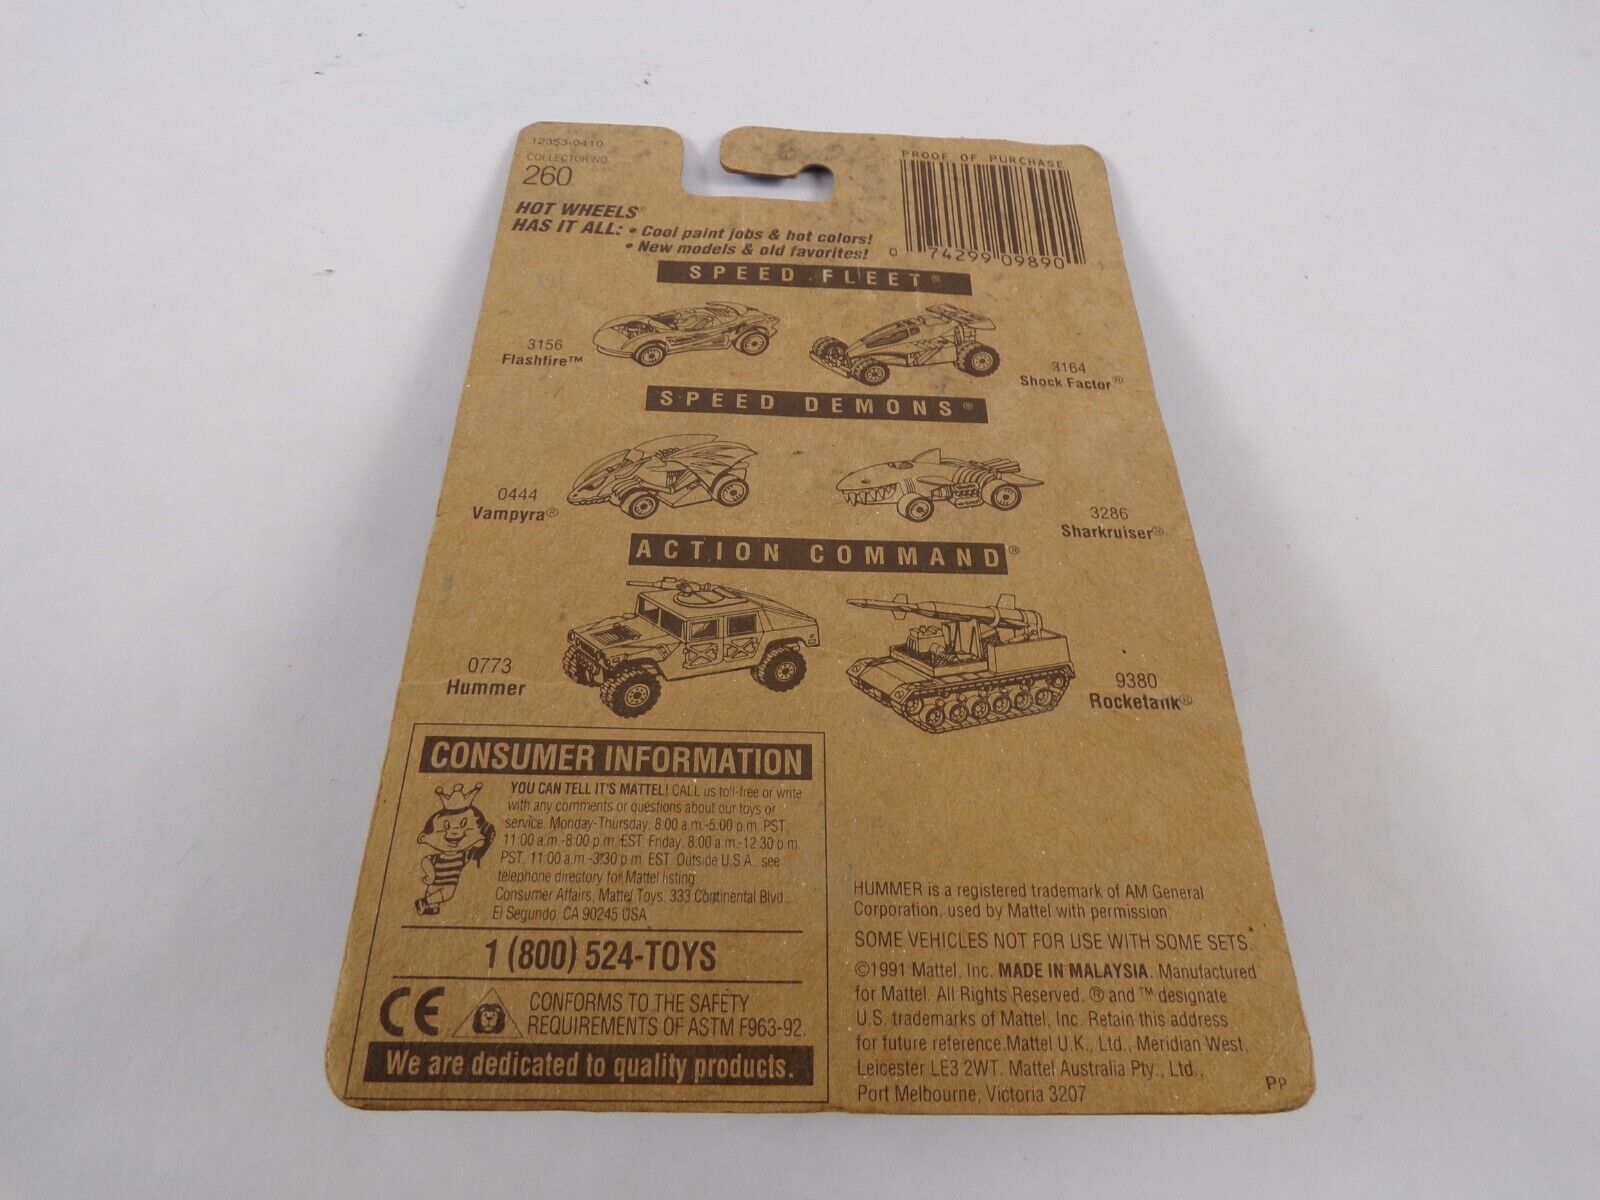 12353-0410
COLLECTOR NO.
260
PROOF OF PURCHASE
0 74299 09890
HOT WHEELS®
HAS IT ALL: • Cool paint jobs & hot colors!
• New models & old favorites!
SPEED FLEET®
3156
Flashfire™
3164
Shock Factor®
SPEED DEMONS®
0444
Vampyra®
3286
Sharkruiser®
ACTION COMMAND®
0773
Hummer
9380
Rocketank®
CONSUMER INFORMATION
YOU CAN TELL IT'S MATTEL! CALL us toll-free or write
with any comments or questions about our toys or
service. Monday-Thursday, 8:00 a.m.-5:00 p.m. PST,
11:00 a.m.-8:00 p.m. EST. Friday, 8:00 a.m.-12:30 p.m.
PST, 11:00 a.m.-3:30 p.m. EST. Outside U.S.A., see
telephone directory for Mattel listing.
Consumer Affairs, Mattel Toys, 333 Continental Blvd.,
El Segundo, CA 90245 USA
1 (800) 524-TOYS
CE
CONFORMS TO THE SAFETY
REQUIREMENTS OF ASTM F963-92.
We are dedicated to quality products.
HUMMER is a registered trademark of AM General
Corporation, used by Mattel with permission.
SOME VEHICLES NOT FOR USE WITH SOME SETS.
©1991 Mattel, Inc. MADE IN MALAYSIA. Manufactured
for Mattel. All Rights Reserved. ® and ™ designate
U.S. trademarks of Mattel, Inc. Retain this address
for future reference.Mattel U.K., Ltd., Meridian West,
Leicester LE3 2WT. Mattel Australia Pty., Ltd.,
Port Melbourne, Victoria 3207
PP